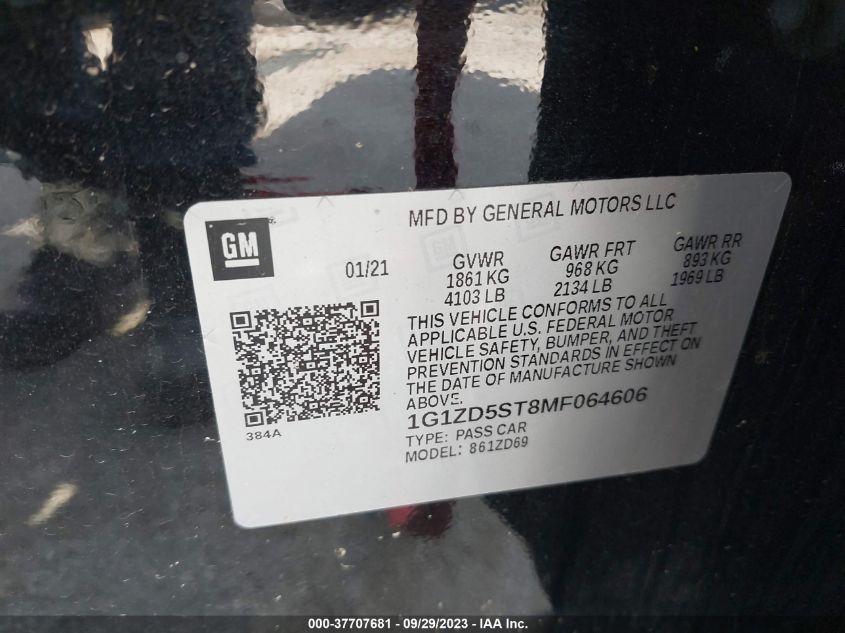 MFD BY GENERAL MOTORS LLC
GM
01/21
GVWR
1861 KG
4103 LB
GAWR FRT
968 KG
2134 LB
GAWR RR
893 KG
1969 LB
THIS VEHICLE CONFORMS TO ALL
APPLICABLE U.S. FEDERAL MOTOR
VEHICLE SAFETY, BUMPER, AND THEFT
PREVENTION STANDARDS IN EFFECT ON
THE DATE OF MANUFACTURE SHOWN
ABOVE.
1G1ZD5ST8MF064606
384A
TYPE: PASS CAR
MODEL: 861ZD69
000-37707681 - 09/29/2023 - IAA Inc.